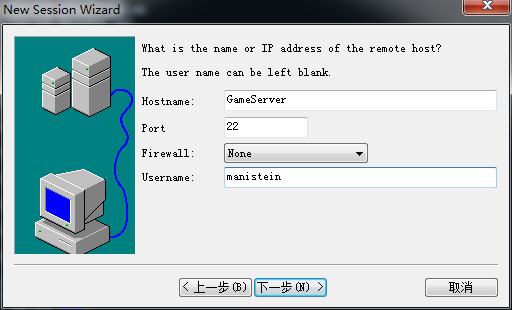 New Session Wizard
What is the name or IP address of the remote host?
The user name can be left blank.
Hostname: GameServer
Port 22
Firewall: None
Username: manistein
< 上一步(B) 下一步(N) > 取消